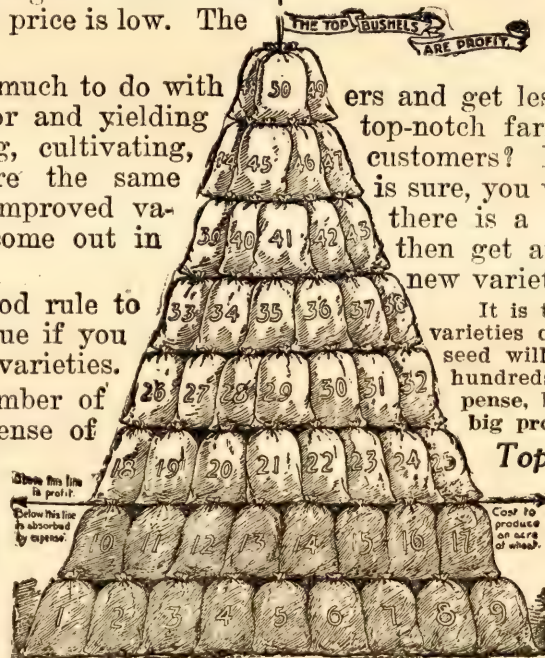 price is low. The
much to do with
or and yielding
g, cultivating,
re the same
mproved va-
come out in
od rule to
ue if you
varieties.
mber of
ense of
THE TOP BUSHELS
ARE PROFIT.
ers and get les
top-notch far
customers?
is sure, you
there is a
then get a
new variet
It is t
varieties o
seed will
hundreds
pense,
big pro
Top
50 49
44 45 46 47
39 40 41 42 43
33 34 35 36 37 38
26 27 28 29 30 31 32
18 19 20 21 22 23 24 25
Above this line
is profit.
Below this line
is absorbed
by expense.
Cost to
produce
an acre
of wheat.
10 11 12 13 14 15 16 17
1 2 3 4 5 6 7 8 9